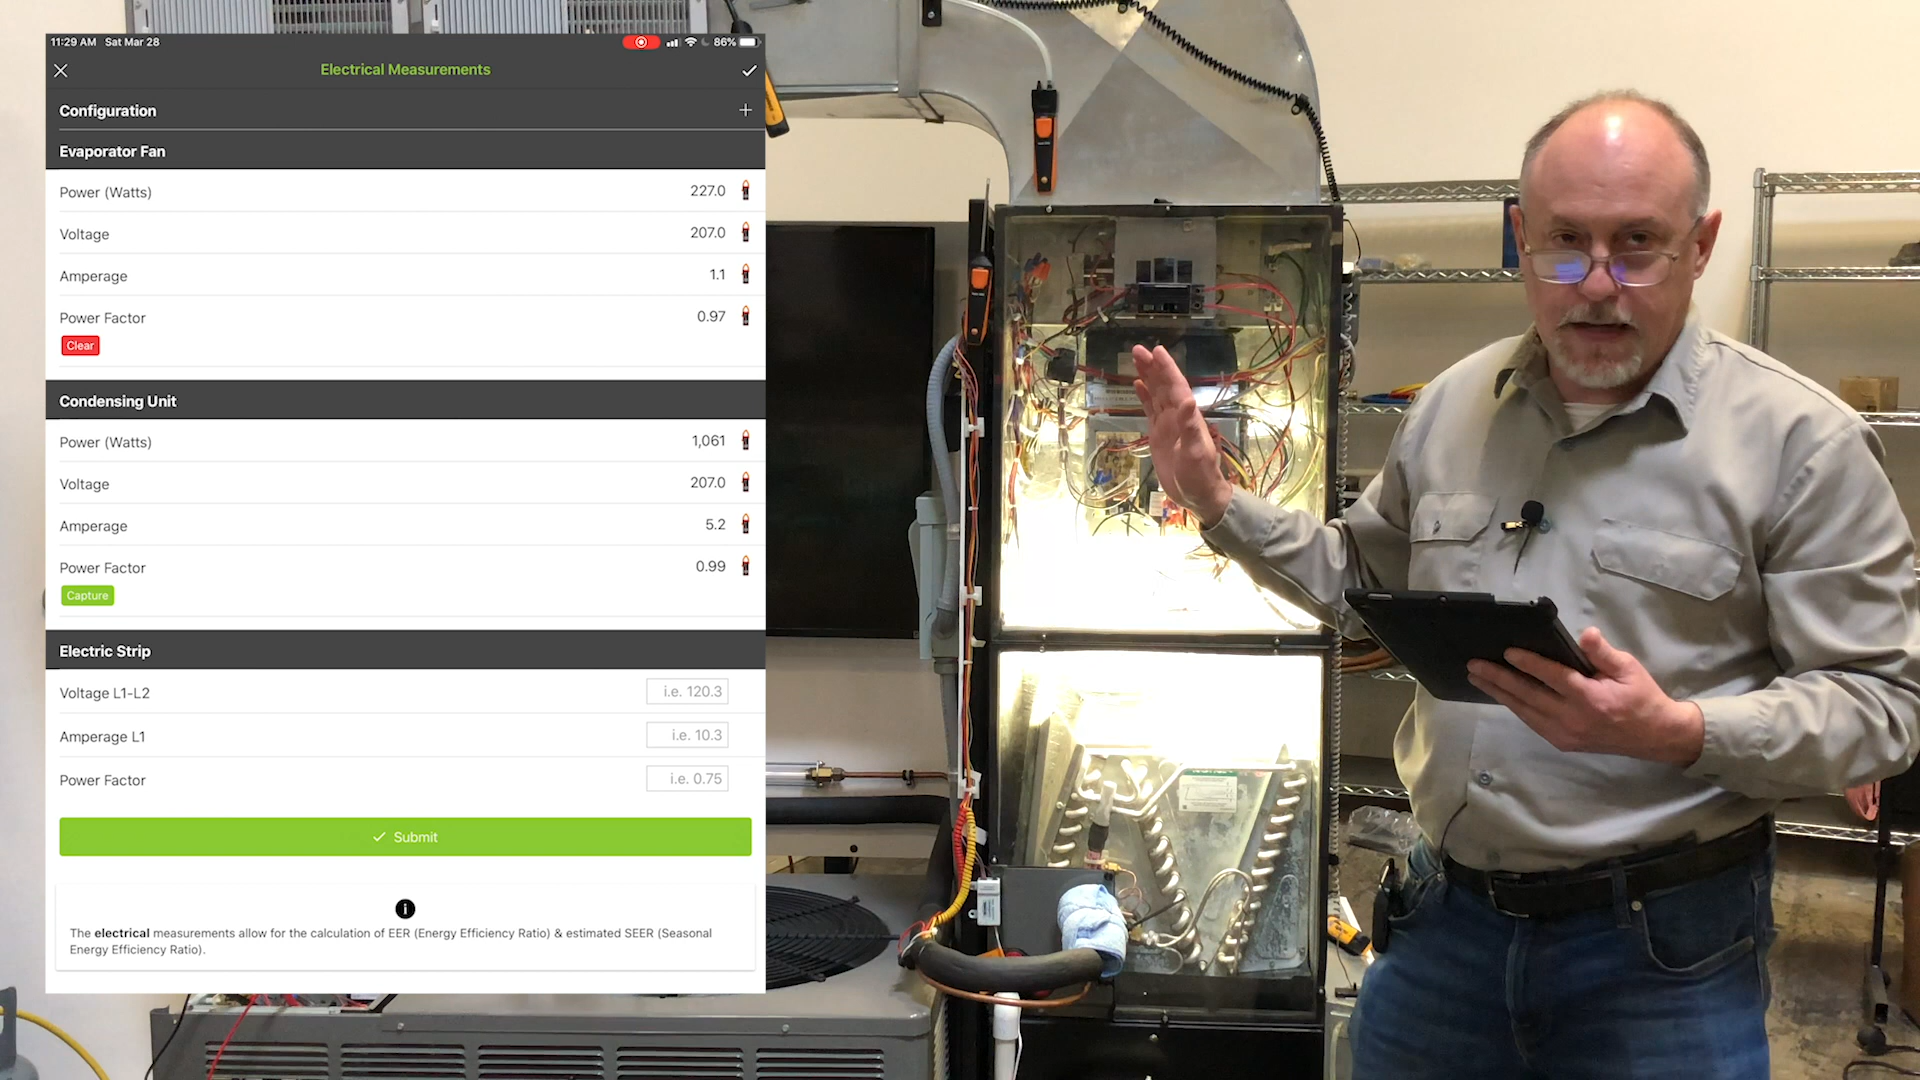 11:29 AM Sat Mar 28 86%
Electrical Measurements
Configuration +
Evaporator Fan
Power (Watts) 227.0
Voltage 207.0
Amperage 1.1
Power Factor 0.97
Clear
Condensing Unit
Power (Watts) 1,061
Voltage 207.0
Amperage 5.2
Power Factor 0.99
Capture
Electric Strip
Voltage L1-L2 i.e. 120.3
Amperage L1 i.e. 10.3
Power Factor i.e. 0.75
Submit
The electrical measurements allow for the calculation of EER (Energy Efficiency Ratio) & estimated SEER (Seasonal
Energy Efficiency Ratio).